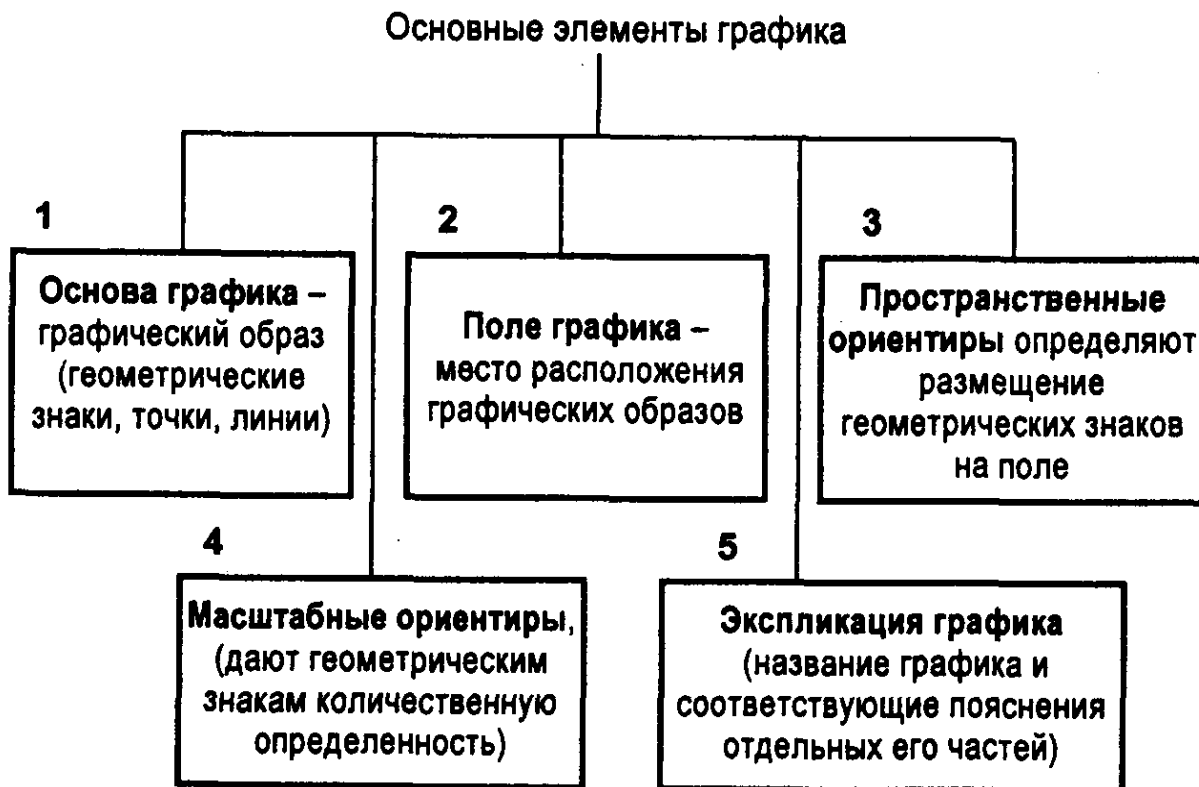 Основные элементы графика
1
Основа графика –
графический образ
(геометрические
знаки, точки, линии)
2
Поле графика –
место расположения
графических образов
3
Пространственные
ориентиры определяют
размещение
геометрических знаков
на поле
4
Масштабные ориентиры,
(дают геометрическим
знакам количественную
определенность)
5
Экспликация графика
(название графика и
соответствующие пояснения
отдельных его частей)